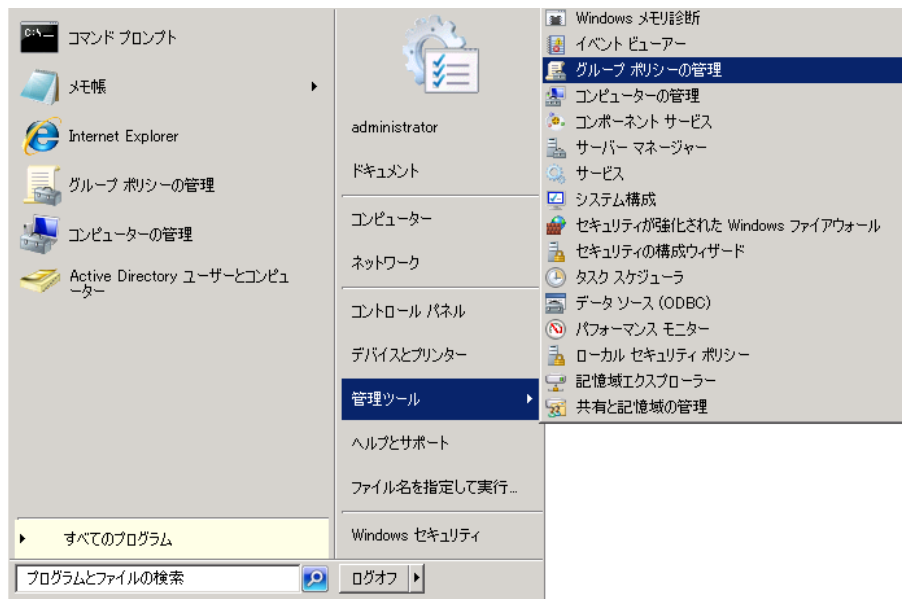 コマンド プロンプト
メモ帳
Internet Explorer
グループ ポリシーの管理
コンピューターの管理
Active Directory ユーザーとコンピュ
ーター
すべてのプログラム
プログラムとファイルの検索
administrator
ドキュメント
コンピューター
ネットワーク
コントロール パネル
デバイスとプリンター
管理ツール
ヘルプとサポート
ファイル名を指定して実行...
Windows セキュリティ
ログオフ
Windows メモリ診断
イベント ビューアー
グループ ポリシーの管理
コンピューターの管理
コンポーネント サービス
サーバー マネージャー
サービス
システム構成
セキュリティが強化された Windows ファイアウォール
セキュリティの構成ウィザード
タスク スケジューラ
データ ソース (ODBC)
パフォーマンス モニター
ローカル セキュリティ ポリシー
記憶域エクスプローラー
共有と記憶域の管理